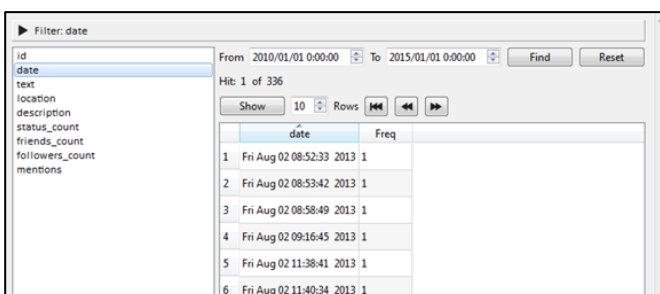 Filter: date
id
date
text
location
description
status_count
friends_count
followers_count
mentions
From 2010/01/01 0:00:00 To 2015/01/01 0:00:00 Find Reset
Hit: 1 of 336
Show 10 Rows
date Freq
1 Fri Aug 02 08:52:33 2013 1
2 Fri Aug 02 08:53:42 2013 1
3 Fri Aug 02 08:58:49 2013 1
4 Fri Aug 02 09:16:45 2013 1
5 Fri Aug 02 11:38:41 2013 1
6 Fri Aug 02 11:40:34 2013 1